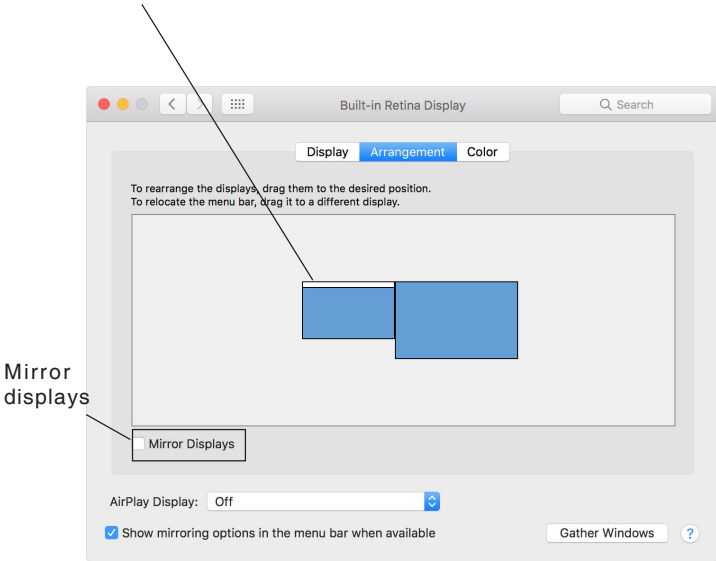 Built-in Retina Display
Search
Display Arrangement Color
To rearrange the displays, drag them to the desired position.
To relocate the menu bar, drag it to a different display.
Mirror
displays
Mirror Displays
AirPlay Display: Off
Show mirroring options in the menu bar when available
Gather Windows ?